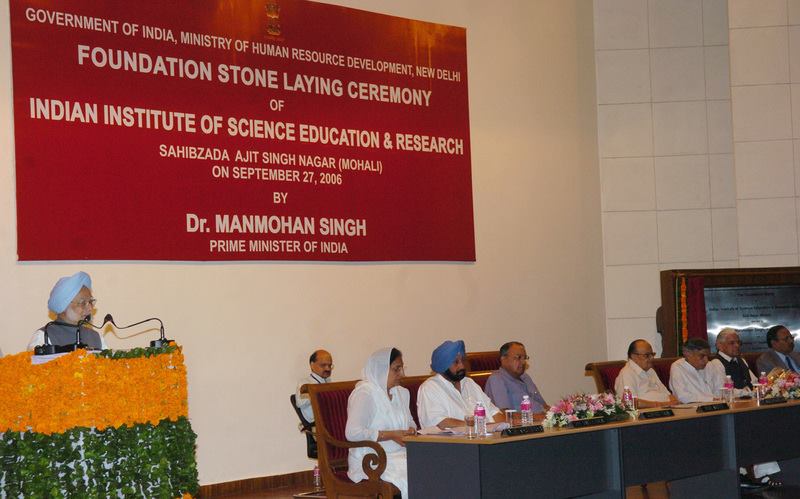 GOVERNMENT OF INDIA, MINISTRY OF HUMAN RESOURCE DEVELOPMENT, NEW DELHI
FOUNDATION STONE LAYING CEREMONY
OF
INDIAN INSTITUTE OF SCIENCE EDUCATION & RESEARCH
SAHIBZADA AJIT SINGH NAGAR (MOHALI)
ON SEPTEMBER 27, 2006
BY
Dr. MANMOHAN SINGH
PRIME MINISTER OF INDIA